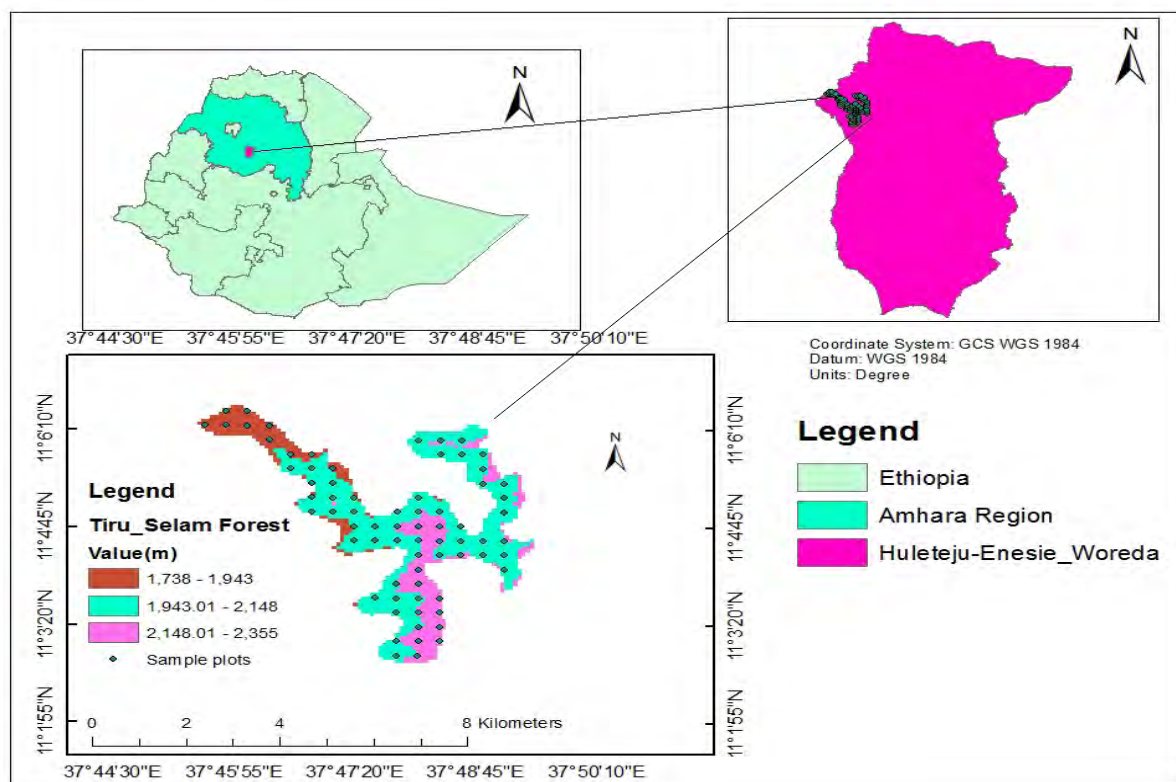 N
N
37°44'30"E 37°45'55"E 37°47'20"E 37°48'45"E 37°50'10"E
Coordinate System: GCS WGS 1984
Datum: WGS 1984
Units: Degree
11°6'10"N
11°4'45"N
11°3'20"N
11°1'55"N
N
Legend
Tiru_Selam Forest
Value(m)
1,738 - 1,943
1,943.01 - 2,148
2,148.01 - 2,355
Sample plots
0 2 4 8 Kilometers
11°6'10"N
11°4'45"N
11°3'20"N
11°1'55"N
37°44'30"E 37°45'55"E 37°47'20"E 37°48'45"E 37°50'10"E
Legend
Ethiopia
Amhara Region
Huleteju-Enesie_Woreda